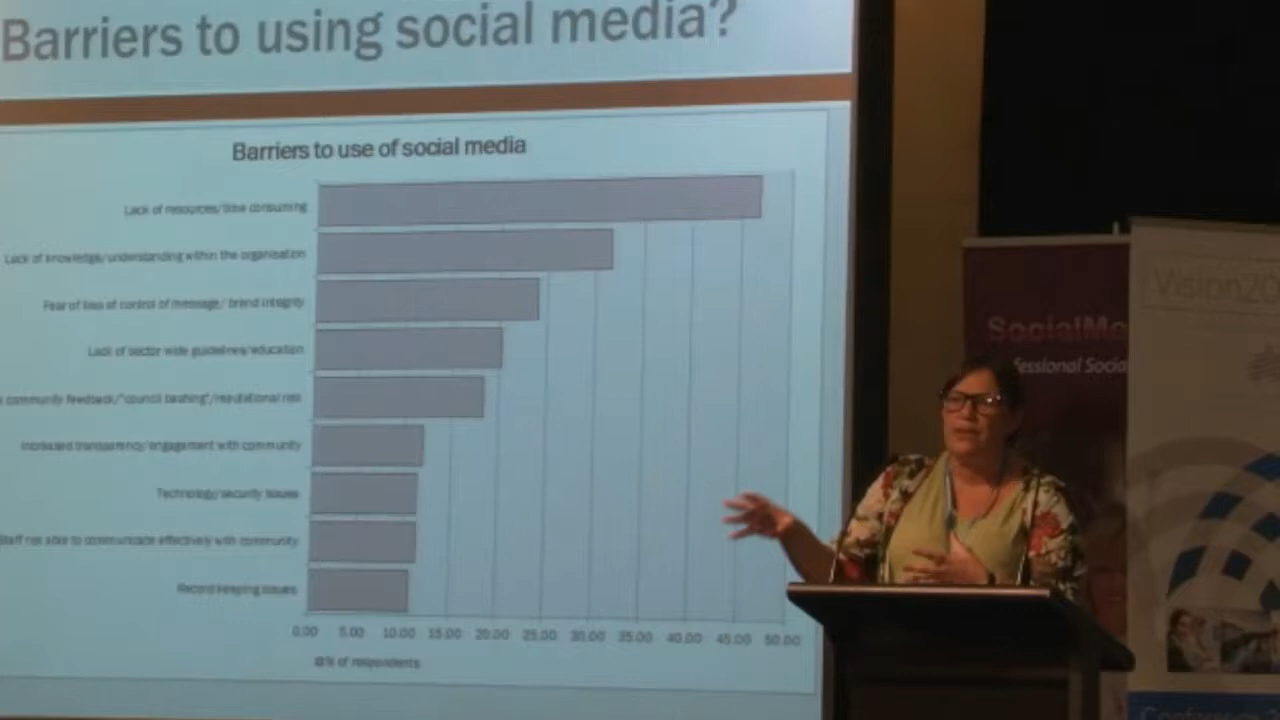 Barriers to using social media?
Barriers to use of social media
Lack of resources/time consuming
Lack of knowledge/understanding within the organisation
Fear of loss of control of message/ brand integrity
Lack of sector wide guidelines/education
community feedback/"council bashing"/reputational risk
Increased transparency/engagement with community
Technology/security issues
Staff not able to communicate effectively with community
Record keeping issues
0.00 5.00 10.00 15.00 20.00 25.00 30.00 35.00 40.00 45.00 50.00
% of respondents
SocialMe
fessional Socia
Vision20
Conference